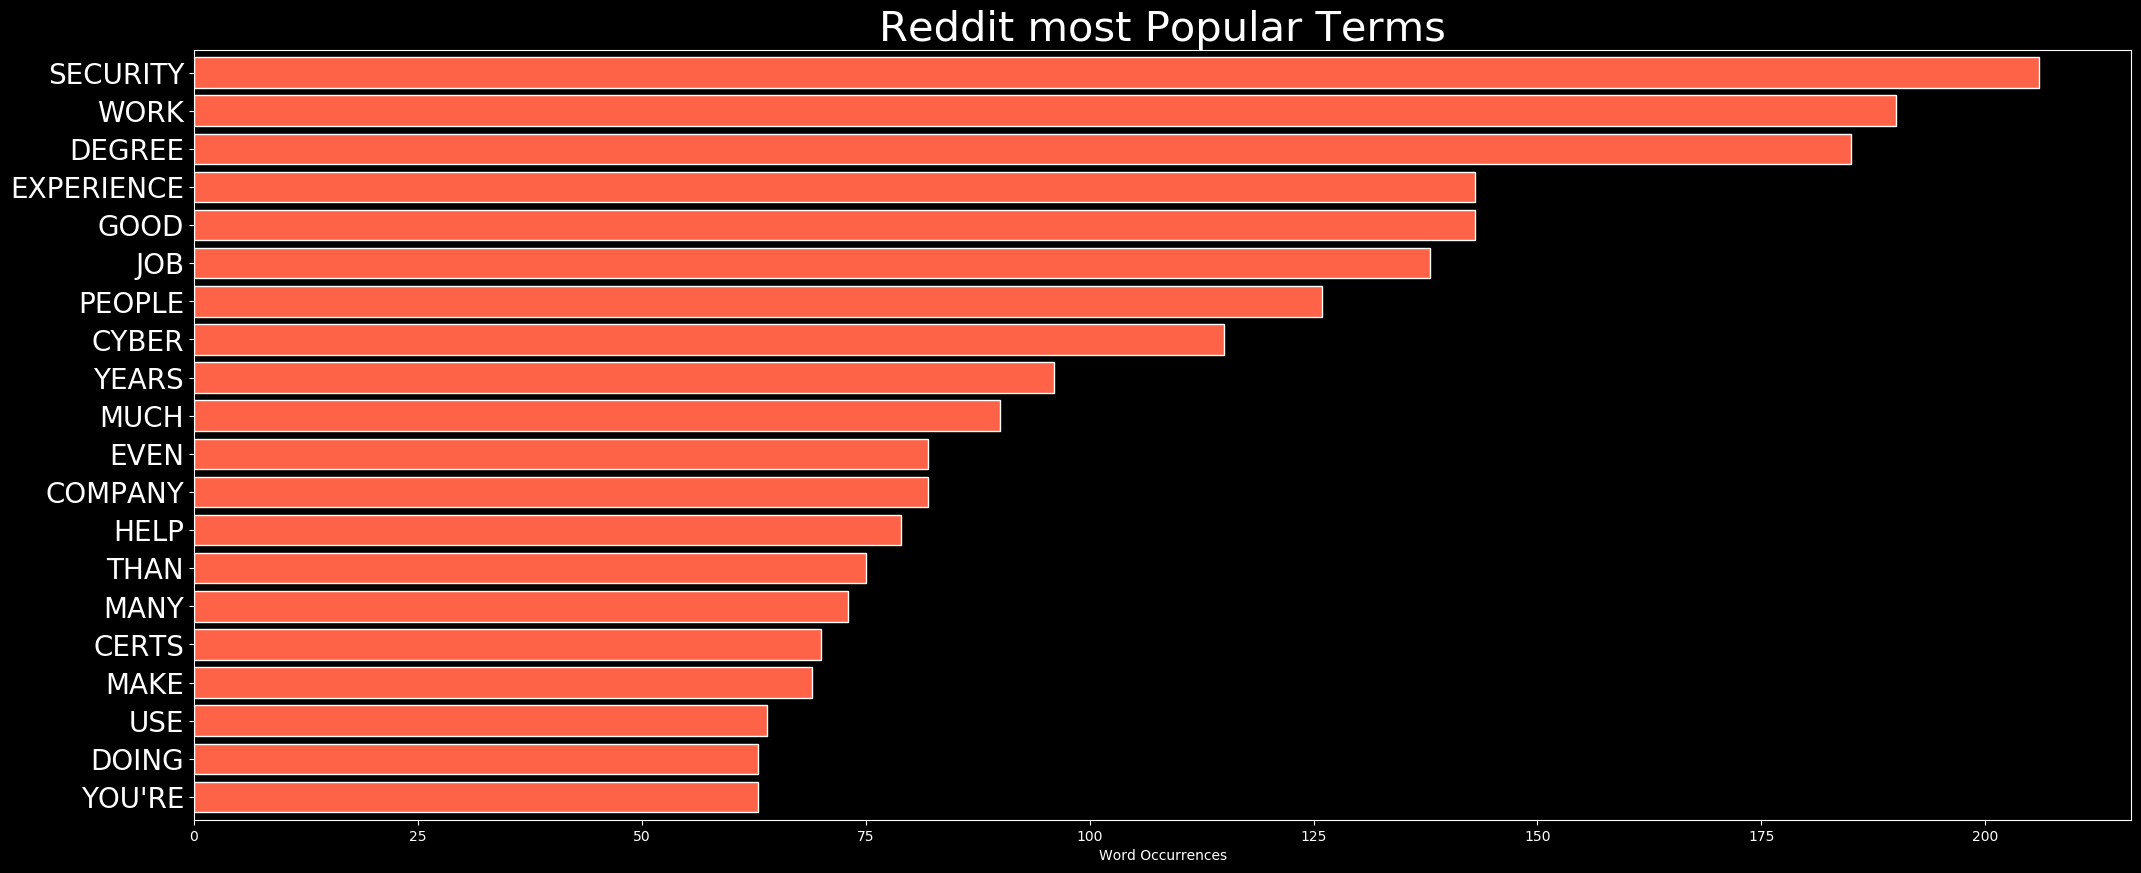 Reddit most Popular Terms
SECURITY
WORK
DEGREE
EXPERIENCE
GOOD
JOB
PEOPLE
CYBER
YEARS
MUCH
EVEN
COMPANY
HELP
THAN
MANY
CERTS
MAKE
USE
DOING
YOU'RE
0 25 50 75 100 125 150 175 200
Word Occurrences